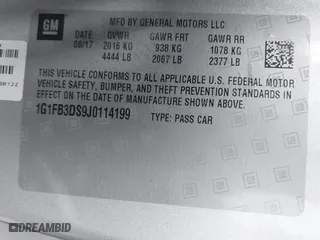 GM
MFD BY GENERAL MOTORS LLC
DATE GVWR GAWR FRT GAWR RR
08/17 2016 KG 938 KG 1078 KG
4444 LB 2067 LB 2377 LB
THIS VEHICLE CONFORMS TO ALL APPLICABLE U.S. FEDERAL MOTOR
VEHICLE SAFETY, BUMPER, AND THEFT PREVENTION STANDARDS IN
EFFECT ON THE DATE OF MANUFACTURE SHOWN ABOVE.
1G1FB3DS9J0114199
TYPE: PASS CAR
DREAMBID